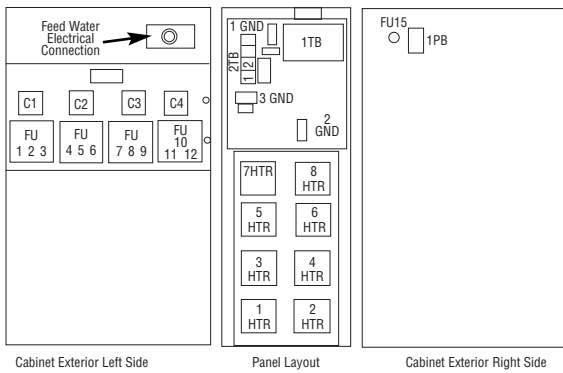 Feed Water
Electrical
Connection
C1 C2 C3 C4
FU
1 2 3
FU
4 5 6
FU
7 8 9
FU
10
11 12
Cabinet Exterior Left Side
1 GND
1TB
2TB
1 2
3 GND
2
GND
7HTR
8
HTR
5
HTR
6
HTR
3
HTR
4
HTR
1
HTR
2
HTR
Panel Layout
FU15
1PB
Cabinet Exterior Right Side